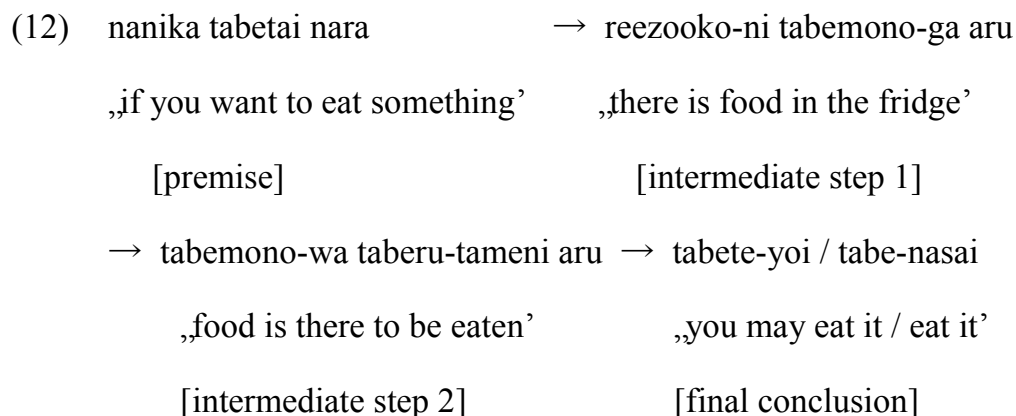 (12) nanika tabetai nara → reezooko-ni tabemono-ga aru
„if you want to eat something’ „there is food in the fridge’
[premise] [intermediate step 1]
→ tabemono-wa taberu-tameni aru → tabete-yoi / tabe-nasai
„food is there to be eaten’ „you may eat it / eat it’
[intermediate step 2] [final conclusion]